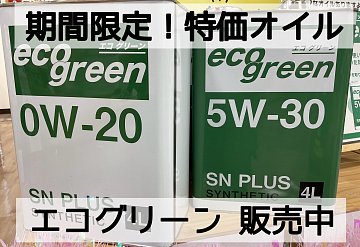 期間限定！特価オイル
eco
エコ グリーン
green
0W-20
SN PLUS
SYNTHETIC
4L
eco
エコ グリーン
green
5W-30
SN PLUS
SYNTHETIC
4L
エコグリーン 販売中